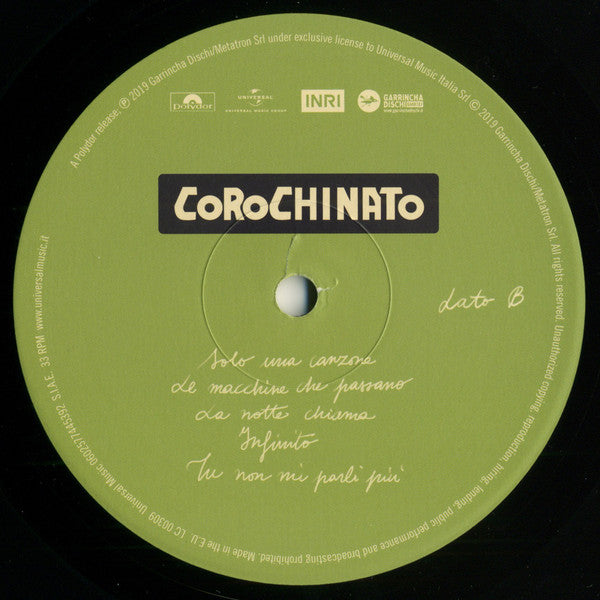 A Polydor release, ℗ 2019 Garrincha Dischi/Metatron Srl under exclusive license to Universal Music Italia Srl © 2019 Garrincha Dischi/Metatron Srl. All rights reserved. Unauthorized copying, reproduction, hiring, lending, public performance and broadcasting prohibited. Made in the E.U. LC 00309 Universal Music 0602577445392 S.I.A.E. 33 RPM www.universalmusic.it
Polydor
UNIVERSAL
UNIVERSAL MUSIC GROUP
INRI
GARRINCHA
DISCHI
COROCHINATO
Lato B
Solo una canzone
Le macchine che passano
La notte chiama
Infinito
Tu non mi parli più